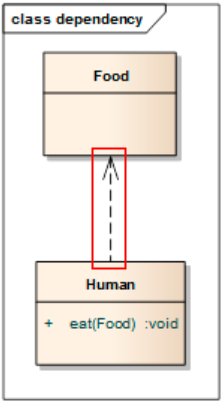 class dependency
Food
Human
+ eat(Food) :void